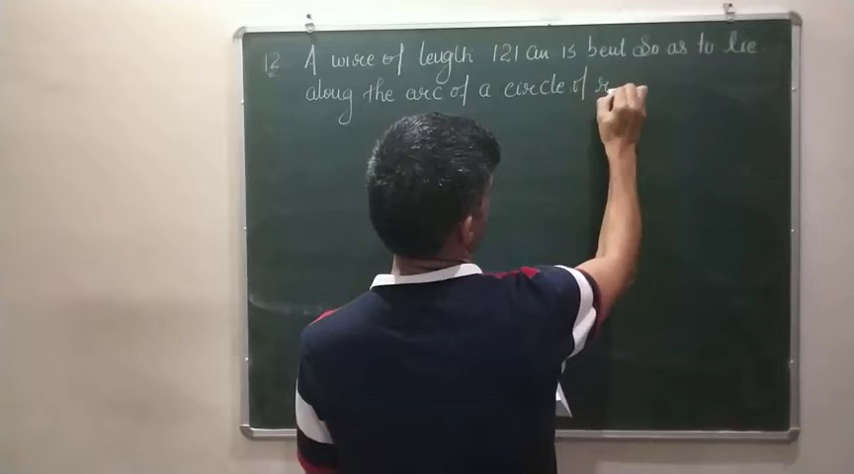 12 A wire of length 121 cm is bent So as to lie
along the arc of a circle of